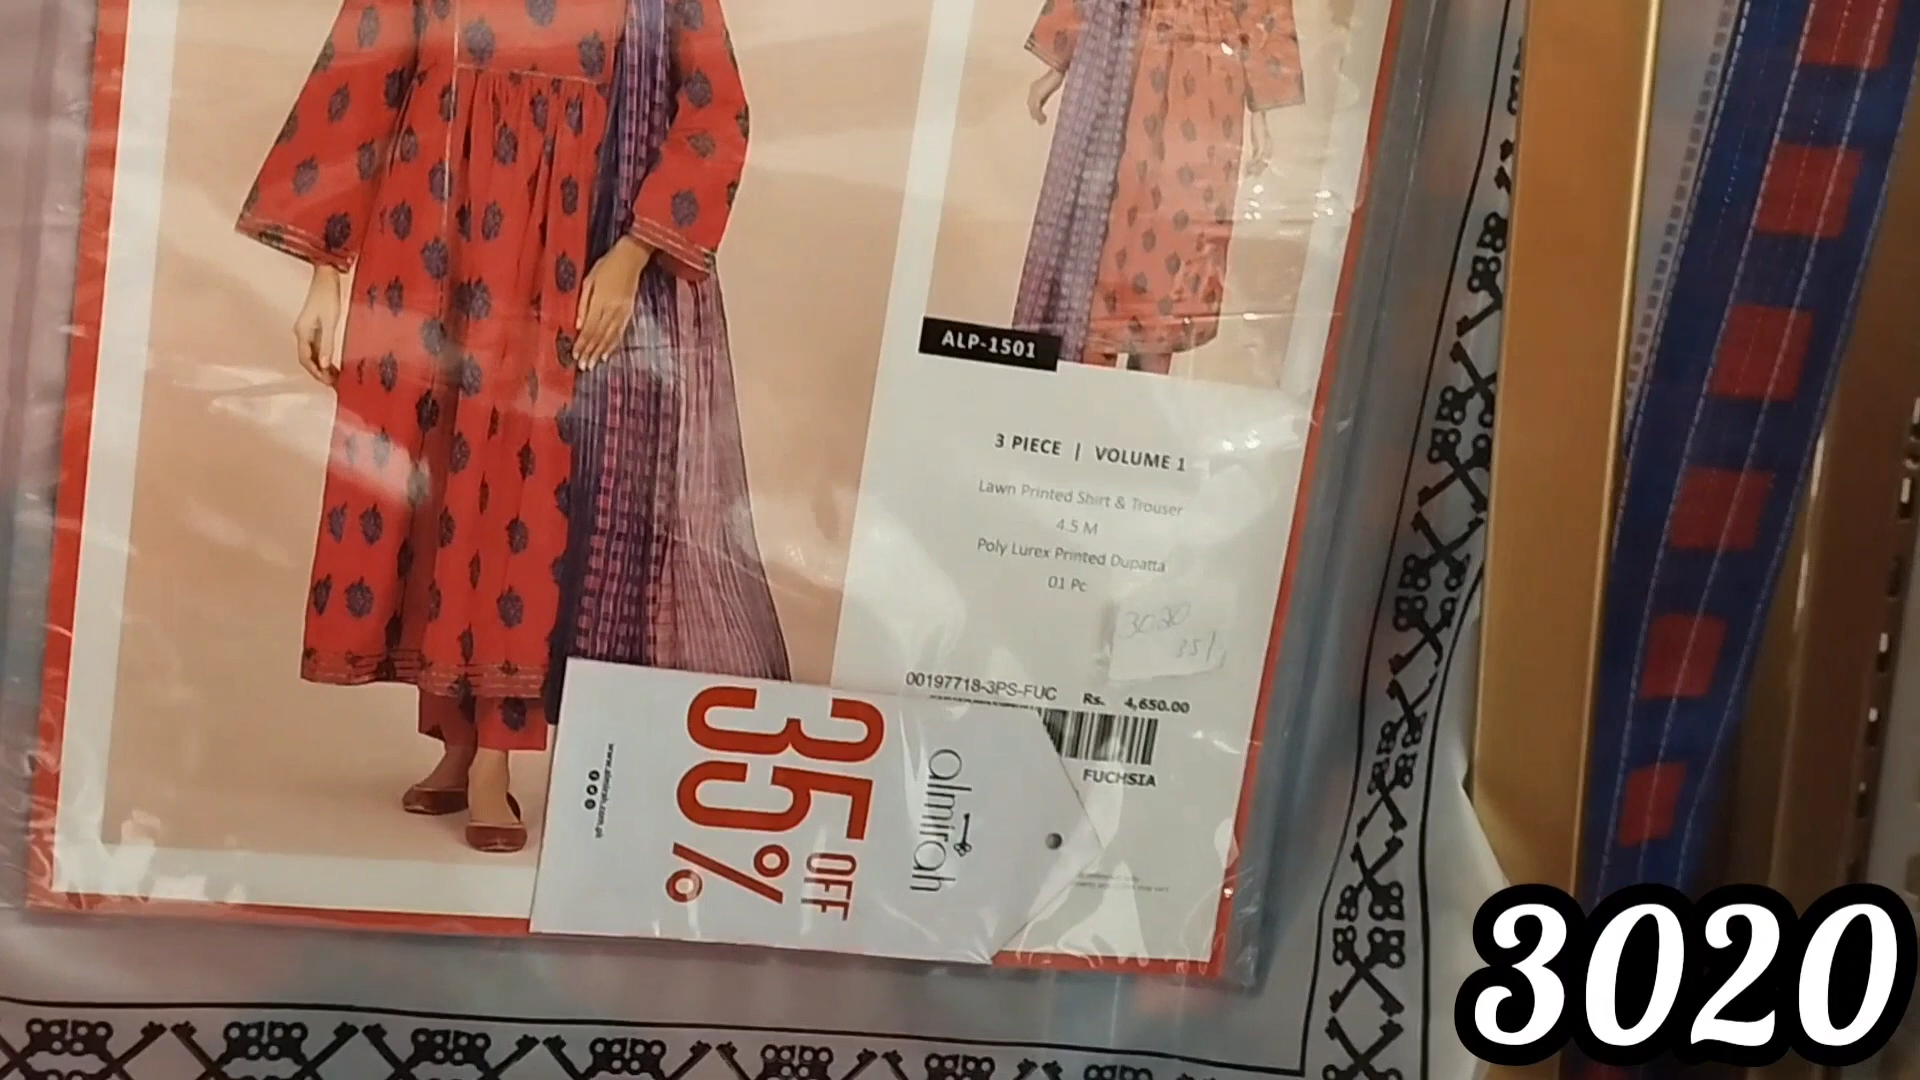 ALP-1501
3 PIECE | VOLUME 1
Lawn Printed Shirt & Trouser
4.5 M
Poly Lurex Printed Dupatta
01 Pc
3020
35%
00197718-3PS-FUC Rs. 4,650.00
FUCHSIA
almirah
35% OFF
www.almirah.com.pk
3020